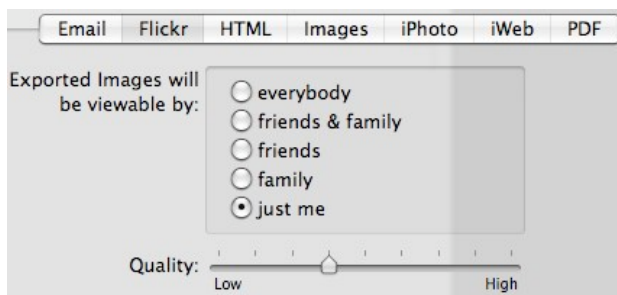 Email Flickr HTML Images iPhoto iWeb PDF
Exported Images will
be viewable by:
everybody
friends & family
friends
family
just me
Quality:
Low High